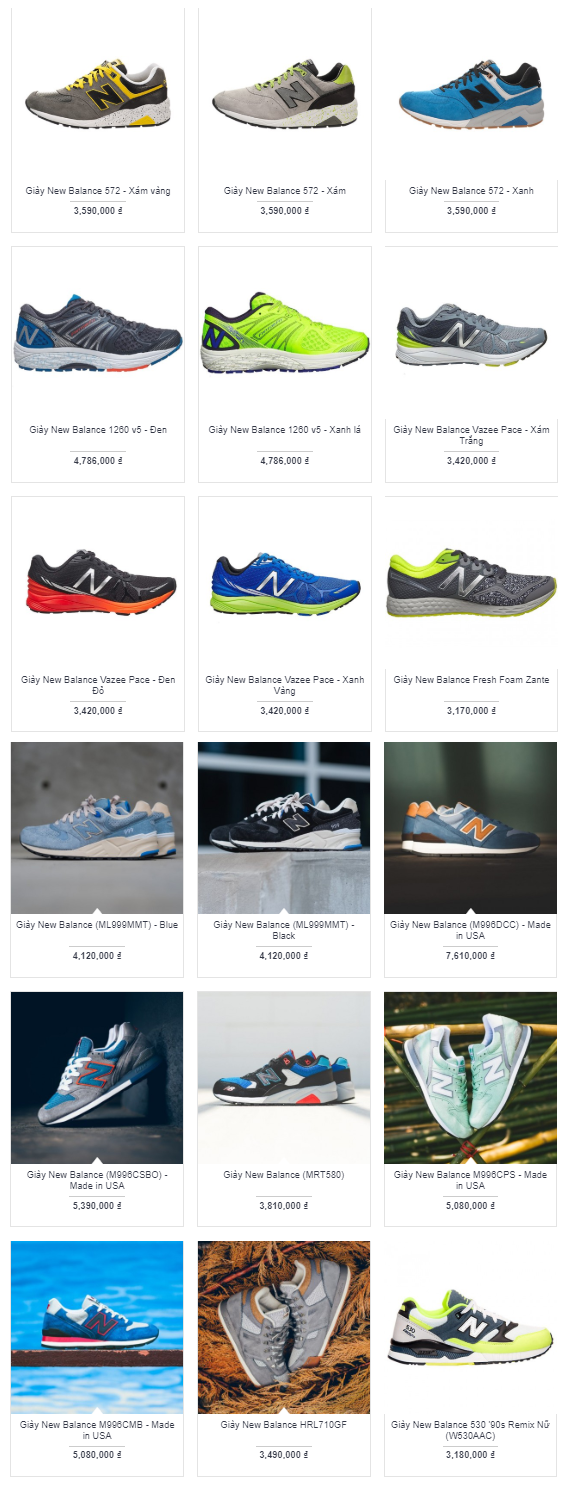 Giày New Balance 572 - Xám vàng
3,590,000 ₫
Giày New Balance 572 - Xám
3,590,000 ₫
Giày New Balance 572 - Xanh
3,590,000 ₫
Giày New Balance 1260 v5 - Đen
4,786,000 ₫
Giày New Balance 1260 v5 - Xanh lá
4,786,000 ₫
Giày New Balance Vazee Pace - Xám
Trắng
3,420,000 ₫
Giày New Balance Vazee Pace - Đen
Đỏ
3,420,000 ₫
Giày New Balance Vazee Pace - Xanh
Vàng
3,420,000 ₫
Giày New Balance Fresh Foam Zante
3,170,000 ₫
Giày New Balance (ML999MMT) - Blue
4,120,000 ₫
Giày New Balance (ML999MMT) -
Black
4,120,000 ₫
Giày New Balance (M996DCC) - Made
in USA
7,610,000 ₫
Giày New Balance (M996CSBO) -
Made in USA
5,390,000 ₫
Giày New Balance (MRT580)
3,810,000 ₫
Giày New Balance M996CPS - Made
in USA
5,080,000 ₫
Giày New Balance M996CMB - Made
in USA
5,080,000 ₫
Giày New Balance HRL710GF
3,490,000 ₫
530
Giày New Balance 530 '90s Remix Nữ
(W530AAC)
3,180,000 ₫